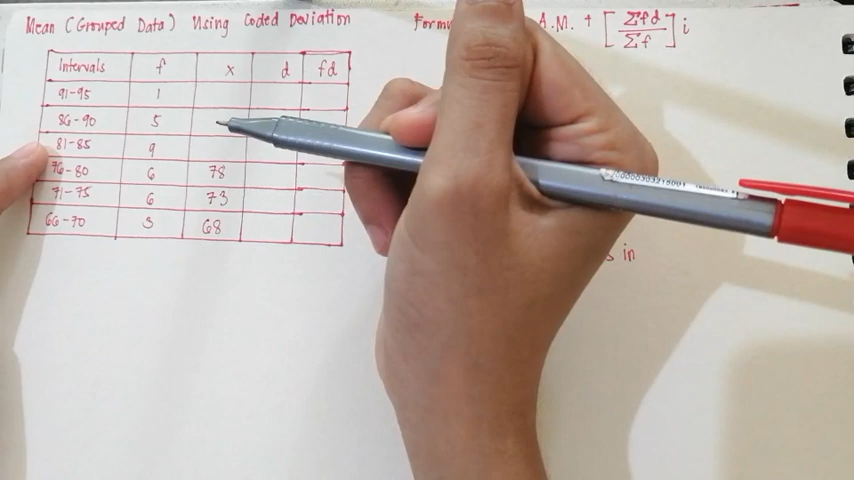 Mean (Grouped Data) Using Coded Deviation
A.M. + [ Σfd / Σf ] i
Intervals f x d fd
91-95 1
86-90 5
81-85 9
76-80 6 78
71-75 6 73
66-70 3 68
in